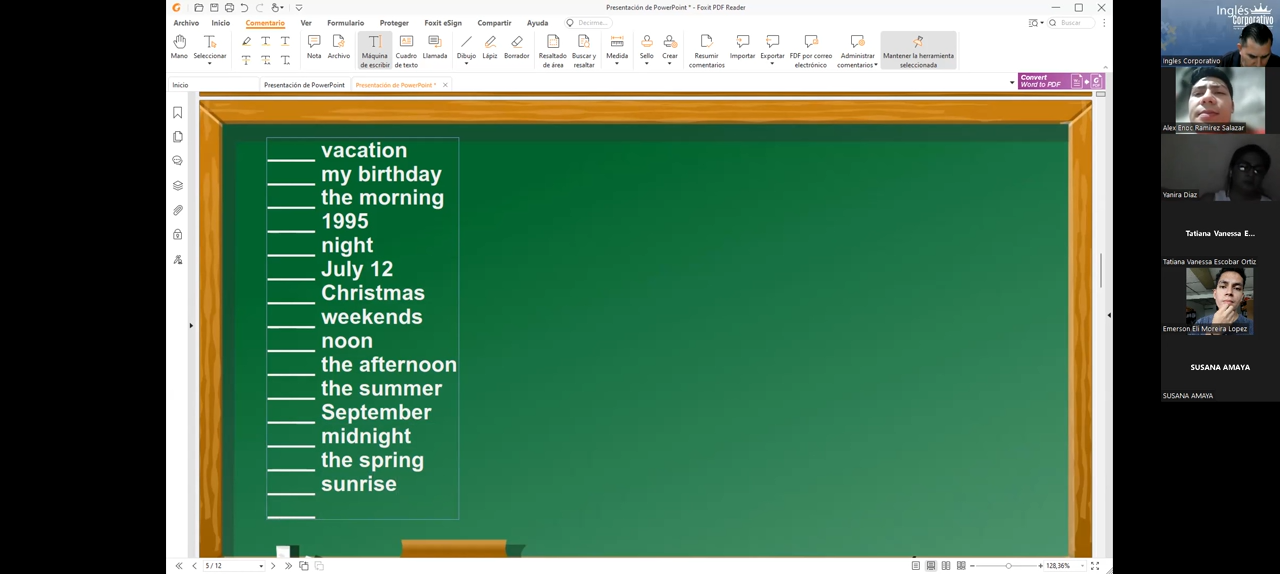 Presentación de PowerPoint * - Foxit PDF Reader
Archivo Inicio Comentario Ver Formulario Proteger Foxit eSign Compartir Ayuda Decirme... Buscar
Mano Seleccionar Nota Archivo Máquina de escribir Cuadro de texto Llamada Dibujo Lápiz Borrador Resaltado de área Buscar y resaltar Medida Sello Crear Resumir comentarios Importar Exportar PDF por correo electrónico Administrar comentarios Mantener la herramienta seleccionada
Inicio Presentación de PowerPoint Presentación de PowerPoint * Convert Word to PDF
_____ vacation
_____ my birthday
_____ the morning
_____ 1995
_____ night
_____ July 12
_____ Christmas
_____ weekends
_____ noon
_____ the afternoon
_____ the summer
_____ September
_____ midnight
_____ the spring
_____ sunrise
_____
5 / 12 128,36%
Inglés Corporativo
Ingles Corporativo
Alex Enoc Ramirez Salazar
Yanira Diaz
Tatiana Vanessa E...
Tatiana Vanessa Escobar Ortiz
Emerson Eli Moreira Lopez
SUSANA AMAYA
SUSANA AMAYA